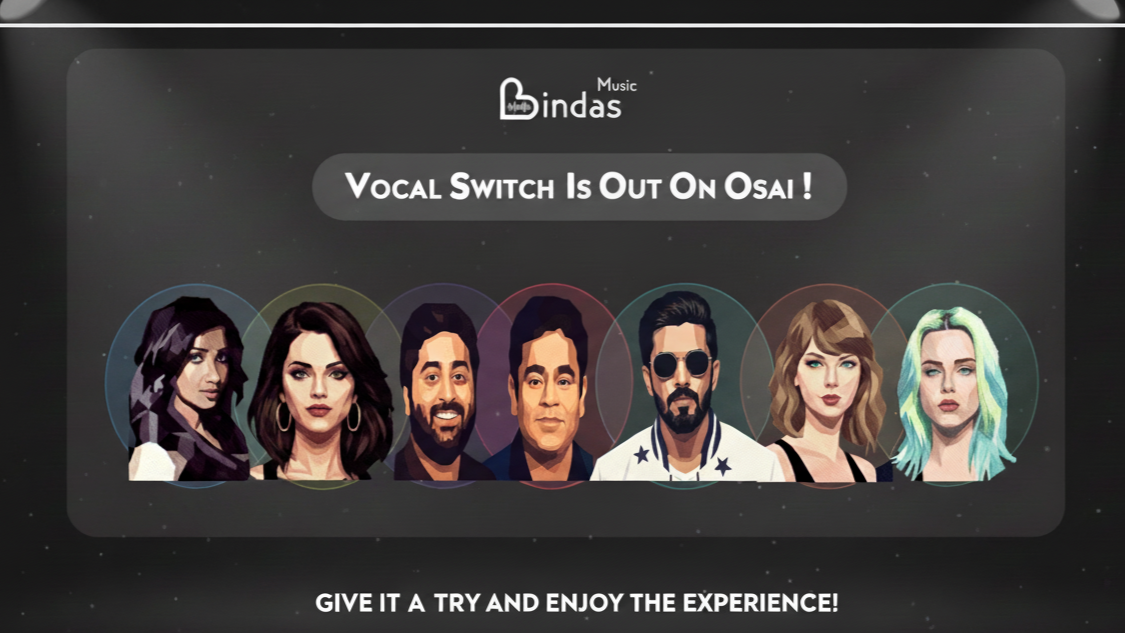 Music
Bindas
Vocal Switch Is Out On Osai !
GIVE IT A TRY AND ENJOY THE EXPERIENCE!